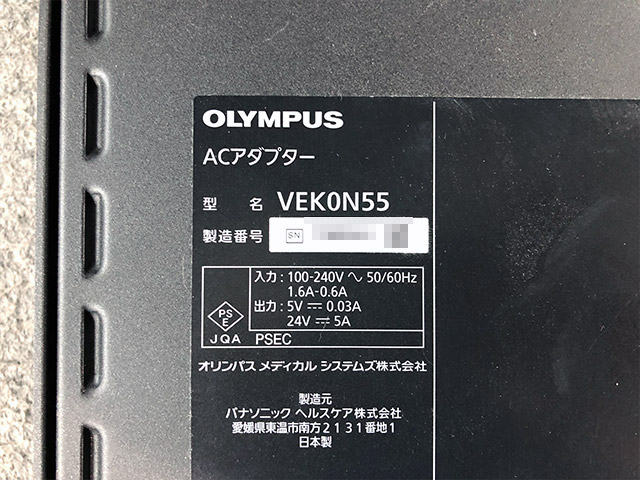 OLYMPUS
ACアダプター
型 名 VEK0N55
製造番号 SN
入力 : 100-240V ～ 50/60Hz
1.6A-0.6A
出力 : 5V ⎓ 0.03A
24V ⎓ 5A
PS
E
JQA PSEC
オリンパス メディカル システムズ株式会社
製造元
パナソニック ヘルスケア株式会社
愛媛県東温市南方2131番地1
日本製